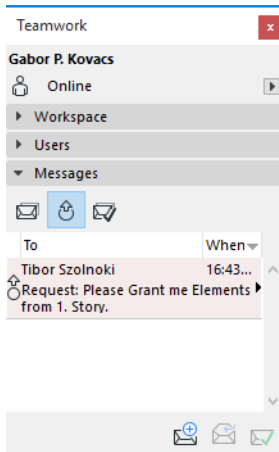 Teamwork
x
Gabor P. Kovacs
Online
Workspace
Users
Messages
To When
Tibor Szolnoki 16:43...
Request: Please Grant me Elements
from 1. Story.